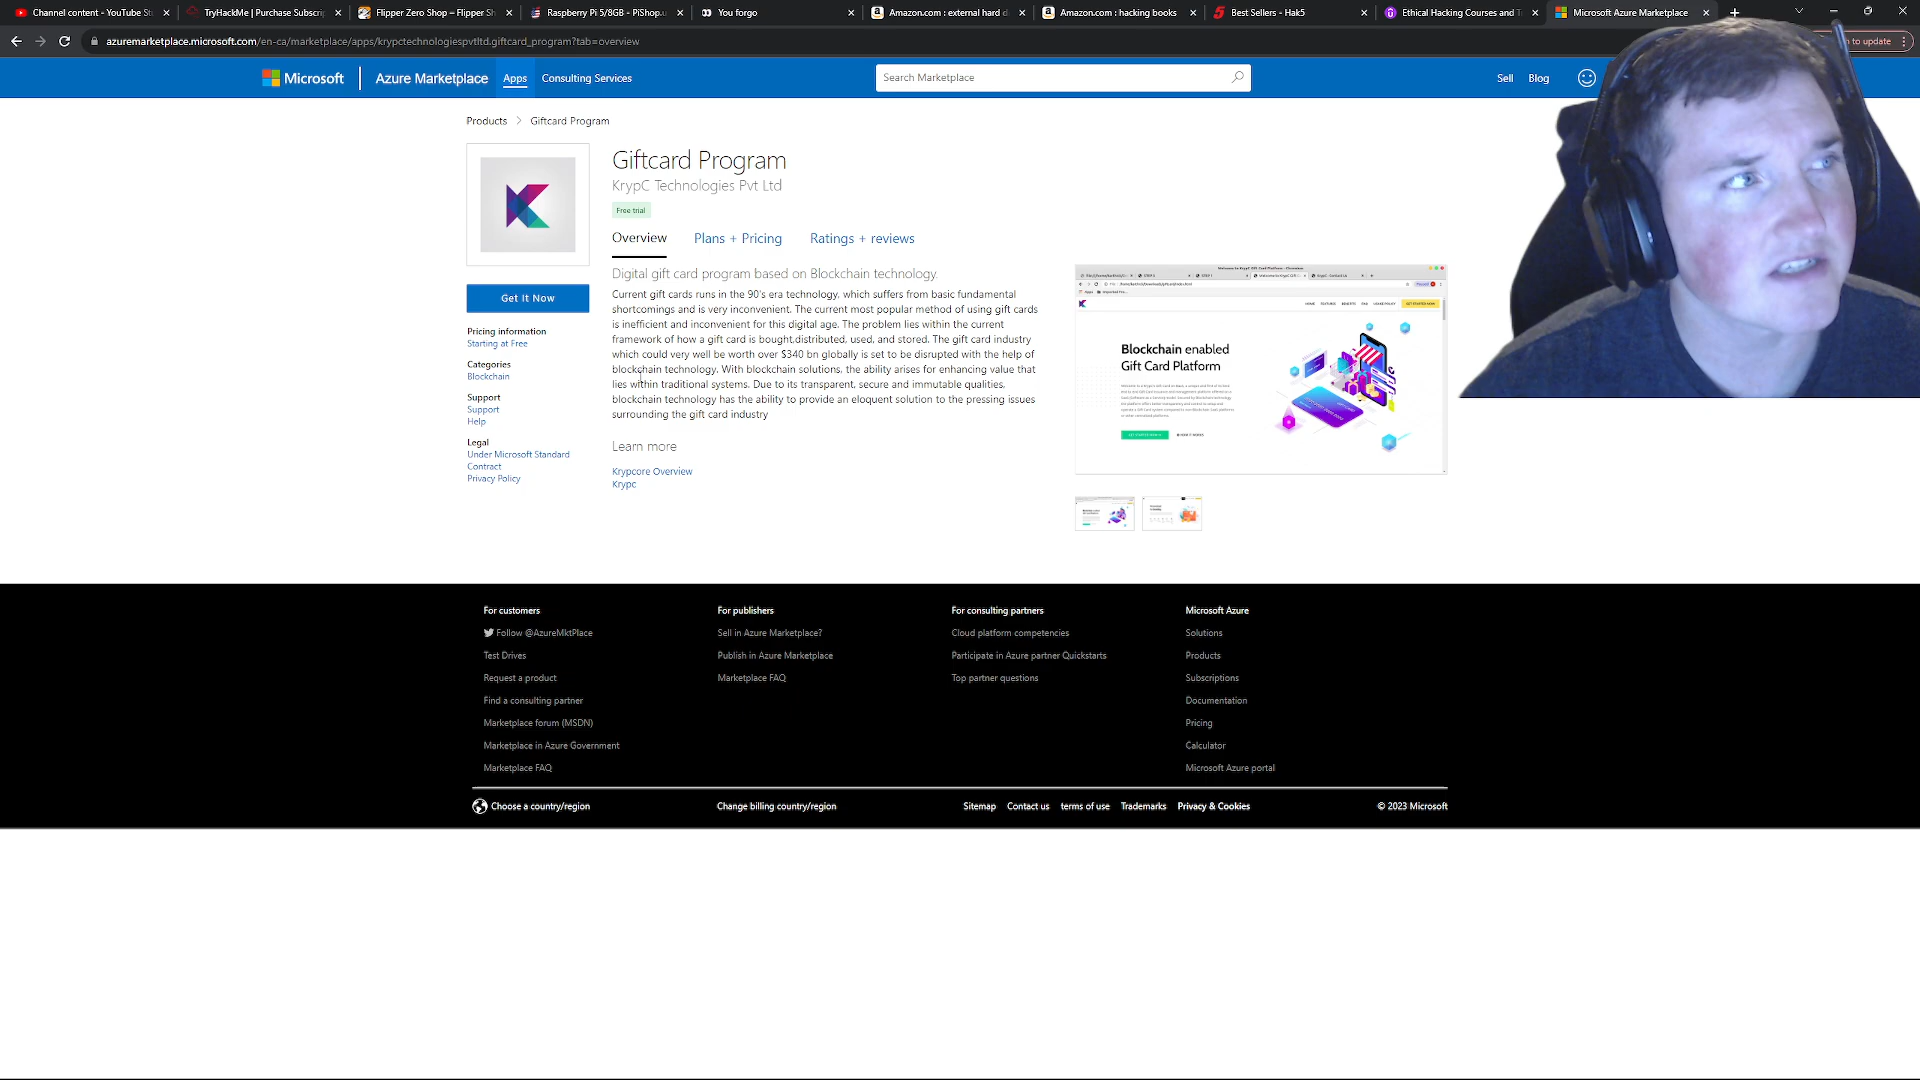 Channel content - YouTube St
TryHackMe | Purchase Subscrip
Flipper Zero Shop – Flipper Sh
Raspberry Pi 5/8GB - PiShop.u
You forgo
Amazon.com : external hard d
Amazon.com : hacking books
Best Sellers - Hak5
Ethical Hacking Courses and T
Microsoft Azure Marketplace
azuremarketplace.microsoft.com/en-ca/marketplace/apps/krypctechnologiespvtltd.giftcard_program?tab=overview
to update
Microsoft
Azure Marketplace
Apps
Consulting Services
Search Marketplace
Sell
Blog
Products > Giftcard Program
Giftcard Program
KrypC Technologies Pvt Ltd
Free trial
Overview
Plans + Pricing
Ratings + reviews
Get It Now
Pricing information
Starting at Free
Categories
Blockchain
Support
Support
Help
Legal
Under Microsoft Standard
Contract
Privacy Policy
Digital gift card program based on Blockchain technology.
Current gift cards runs in the 90's era technology, which suffers from basic fundamental
shortcomings and is very inconvenient. The current most popular method of using gift cards
is inefficient and inconvenient for this digital age. The problem lies within the current
framework of how a gift card is bought,distributed, used, and stored. The gift card industry
which could very well be worth over $340 bn globally is set to be disrupted with the help of
blockchain technology. With blockchain solutions, the ability arises for enhancing value that
lies within traditional systems. Due to its transparent, secure and immutable qualities,
blockchain technology has the ability to provide an eloquent solution to the pressing issues
surrounding the gift card industry
Learn more
Krypcore Overview
Krypc
Blockchain enabled
Gift Card Platform
For customers
Follow @AzureMktPlace
Test Drives
Request a product
Find a consulting partner
Marketplace forum (MSDN)
Marketplace in Azure Government
Marketplace FAQ
For publishers
Sell in Azure Marketplace?
Publish in Azure Marketplace
Marketplace FAQ
For consulting partners
Cloud platform competencies
Participate in Azure partner Quickstarts
Top partner questions
Microsoft Azure
Solutions
Products
Subscriptions
Documentation
Pricing
Calculator
Microsoft Azure portal
Choose a country/region
Change billing country/region
Sitemap
Contact us
terms of use
Trademarks
Privacy & Cookies
© 2023 Microsoft